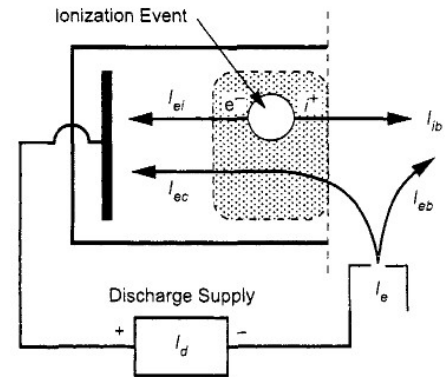 Ionization Event
I_ei e⁻ i⁺ I_ib
I_ec I_eb
I_e
Discharge Supply
+ I_d −